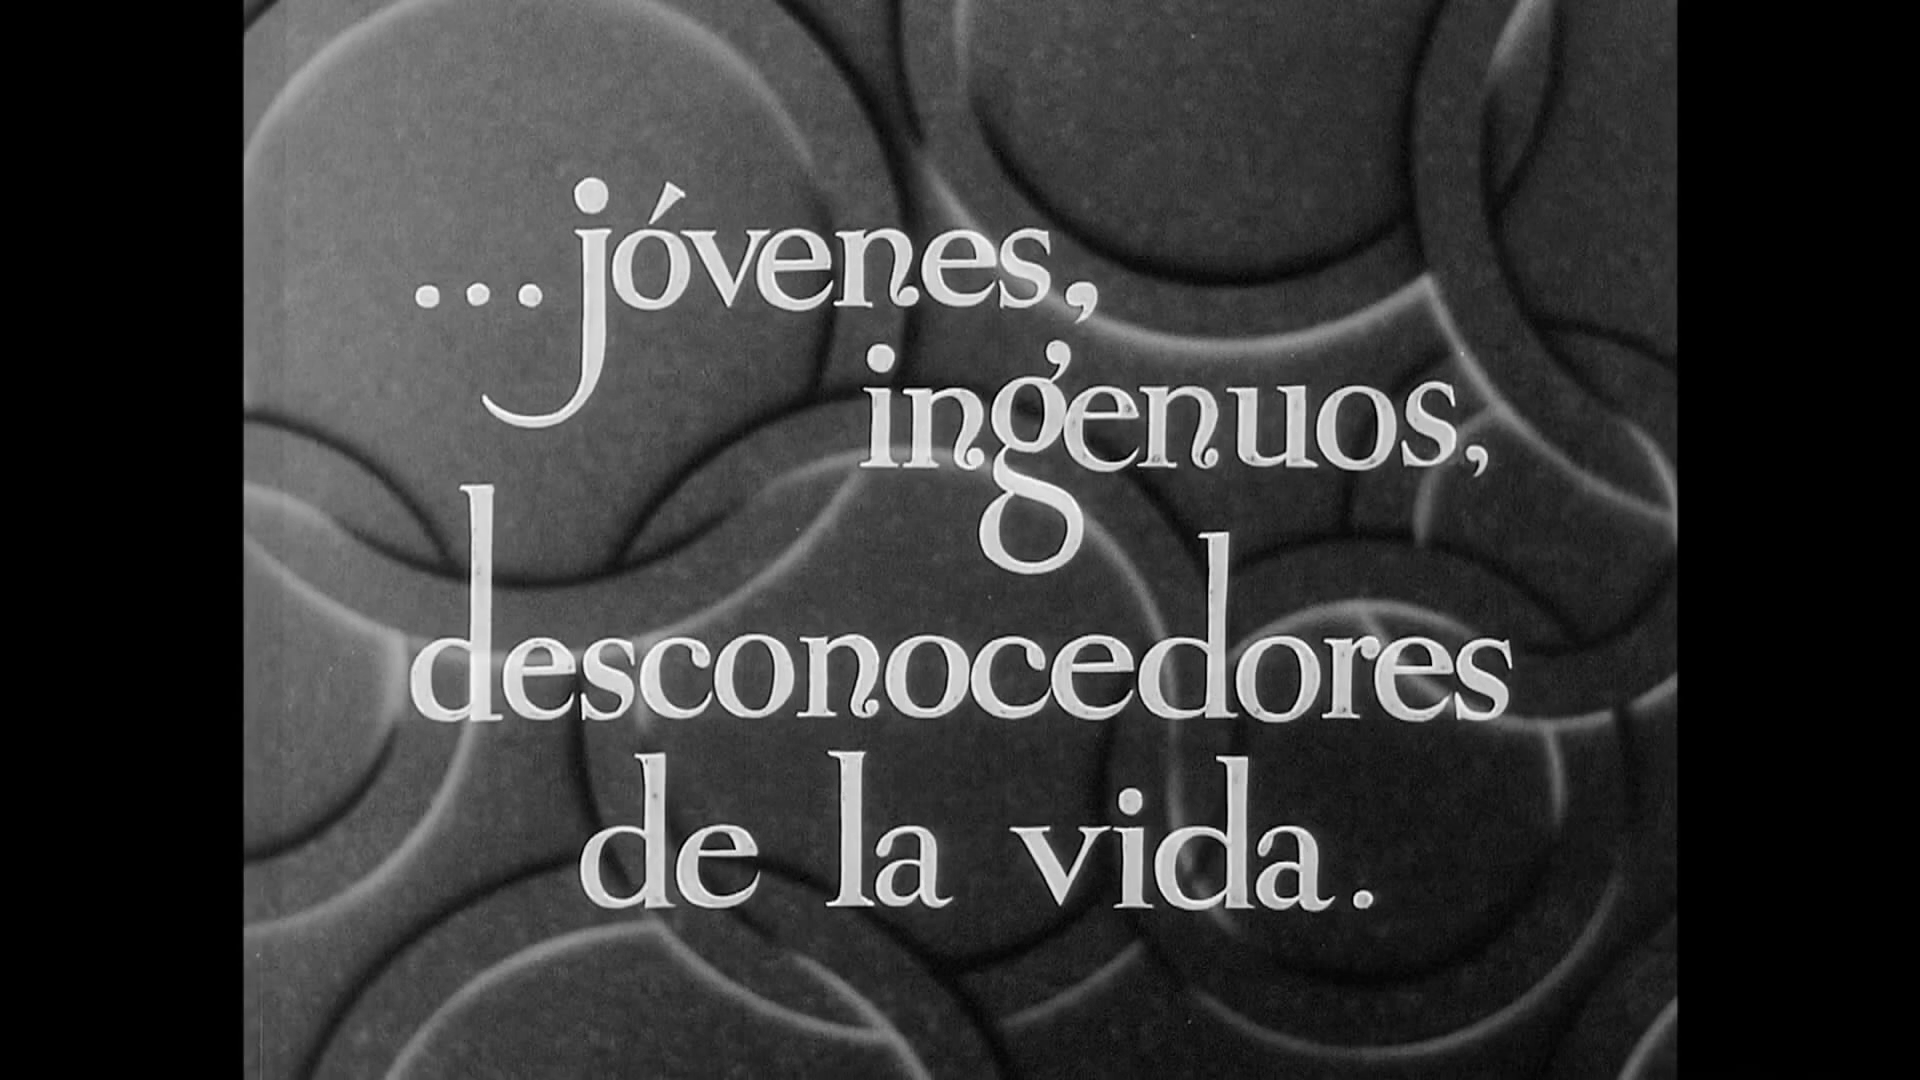 ...jóvenes,
ingenuos,
desconocedores
de la vida.